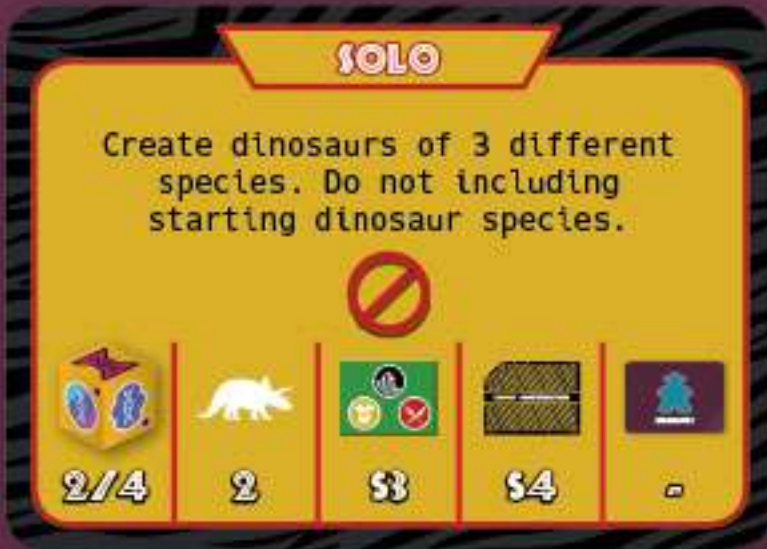 SOLO
Create dinosaurs of 3 different
species. Do not including
starting dinosaur species.
2/4 2 $3 $4 -